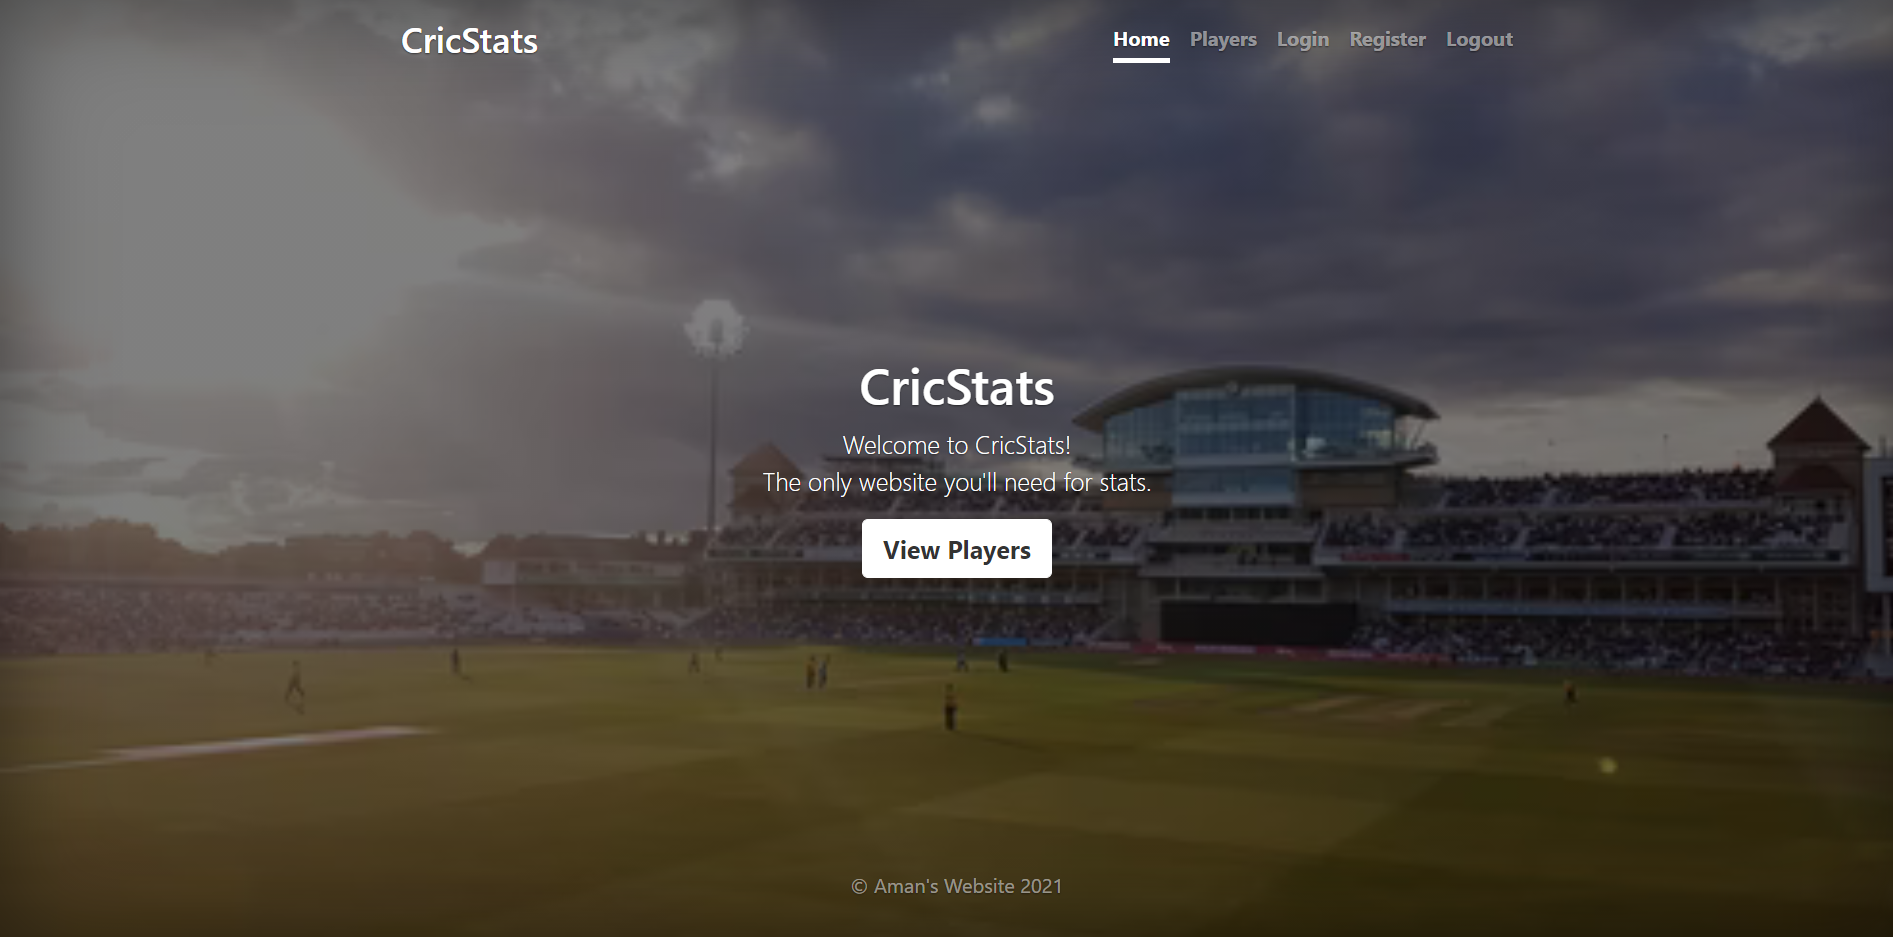 CricStats
Home Players Login Register Logout
CricStats
Welcome to CricStats!
The only website you'll need for stats.
View Players
© Aman's Website 2021